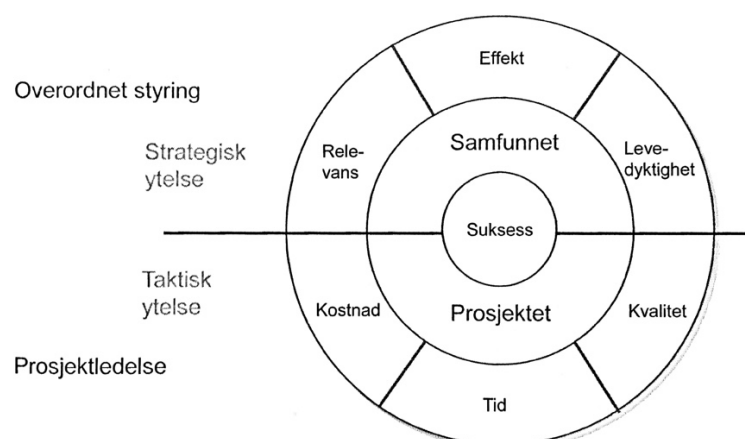 Effekt
Overordnet styring
Strategisk
ytelse
Rele-
vans
Samfunnet
Leve-
dyktighet
Suksess
Taktisk
ytelse
Kostnad
Prosjektet
Kvalitet
Prosjektledelse
Tid